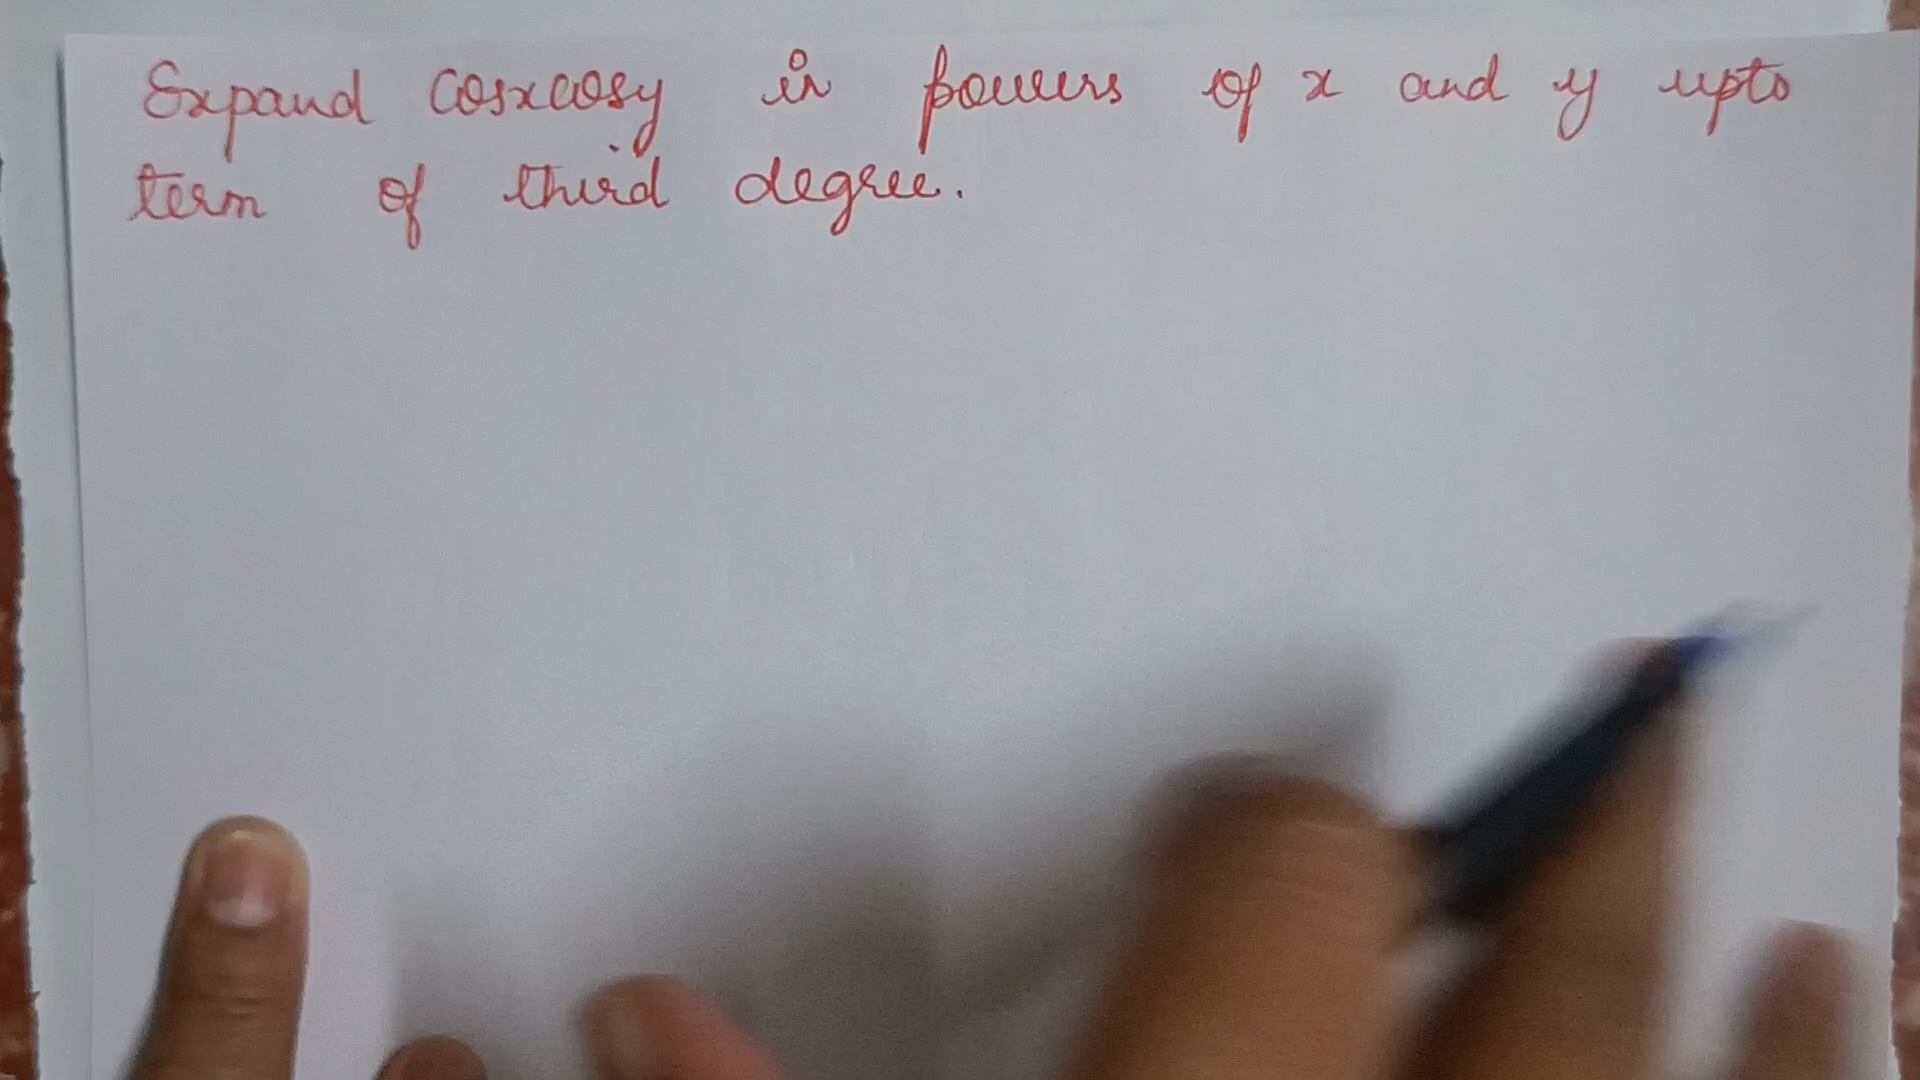 Expand cosxcosy in powers of x and y upto
term of third degree.